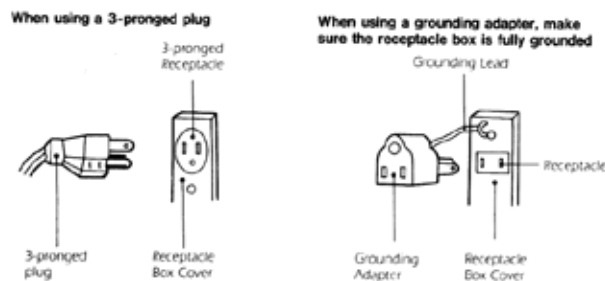 When using a 3-pronged plug
3-pronged
Receptacle
3-pronged
plug
Receptacle
Box Cover
When using a grounding adapter, make
sure the receptacle box is fully grounded
Grounding Lead
Receptacle
Grounding
Adapter
Receptacle
Box Cover